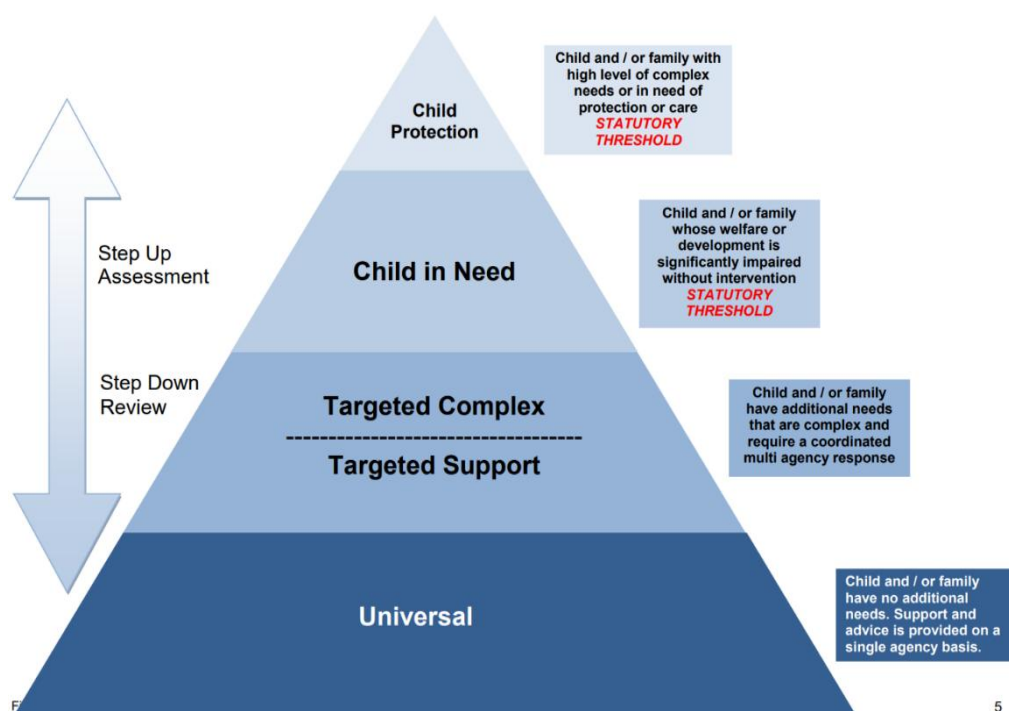 Child
Protection
Child and / or family with
high level of complex
needs or in need of
protection or care
STATUTORY
THRESHOLD
Step Up
Assessment
Child in Need
Child and / or family
whose welfare or
development is
significantly impaired
without intervention
STATUTORY
THRESHOLD
Step Down
Review
Targeted Complex
Targeted Support
Child and / or family
have additional needs
that are complex and
require a coordinated
multi agency response
Universal
Child and / or family
have no additional
needs. Support and
advice is provided on a
single agency basis.
5